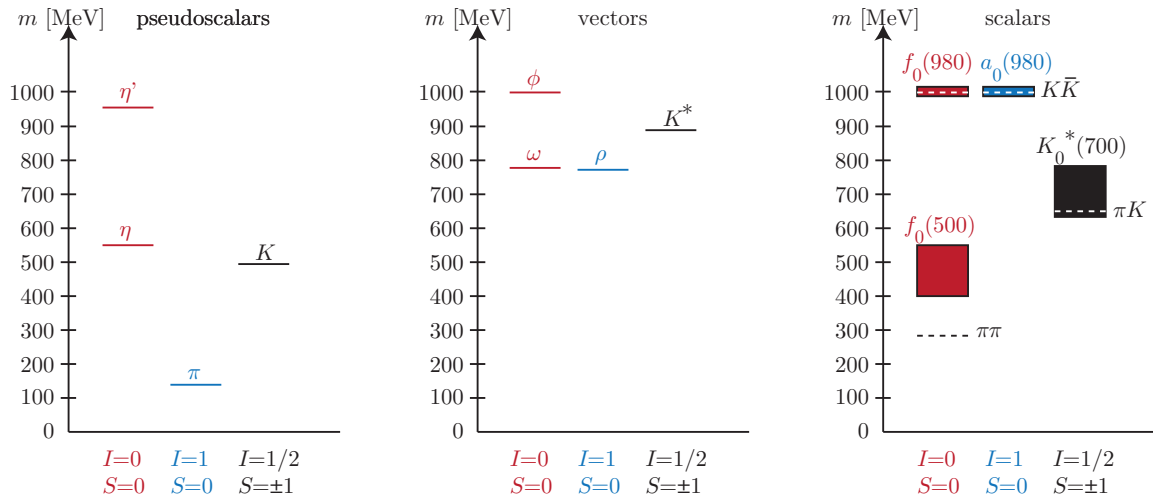 m [MeV] pseudoscalars
1000
900
800
700
600
500
400
300
200
100
0
η'
η
π
K
I=0 I=1 I=1/2
S=0 S=0 S=±1
m [MeV] vectors
1000
900
800
700
600
500
400
300
200
100
0
ϕ
K*
ω ρ
I=0 I=1 I=1/2
S=0 S=0 S=±1
m [MeV] scalars
1000
900
800
700
600
500
400
300
200
100
0
f₀(980) a₀(980)
KK̄
K₀*(700)
πK
f₀(500)
ππ
I=0 I=1 I=1/2
S=0 S=0 S=±1